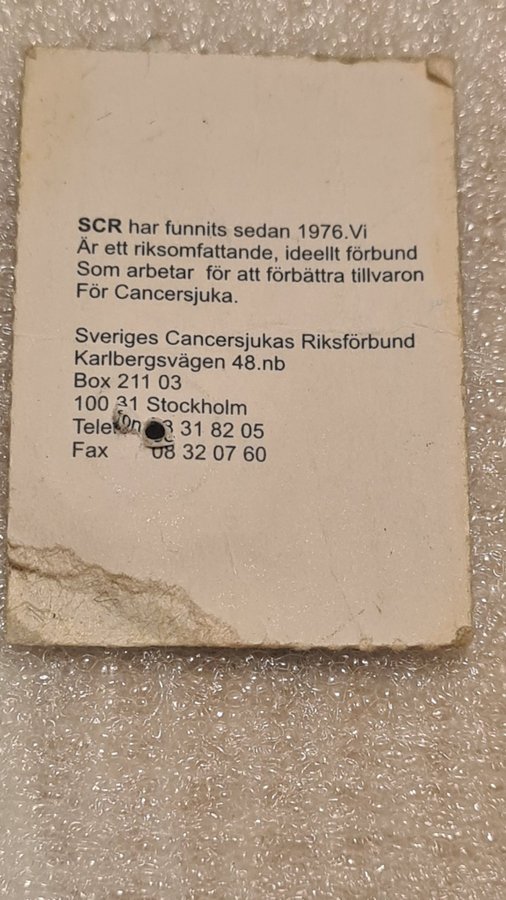 SCR har funnits sedan 1976.Vi
Är ett riksomfattande, ideellt förbund
Som arbetar för att förbättra tillvaron
För Cancersjuka.
Sveriges Cancersjukas Riksförbund
Karlbergsvägen 48.nb
Box 211 03
100 31 Stockholm
Telefon 08 31 82 05
Fax 08 32 07 60